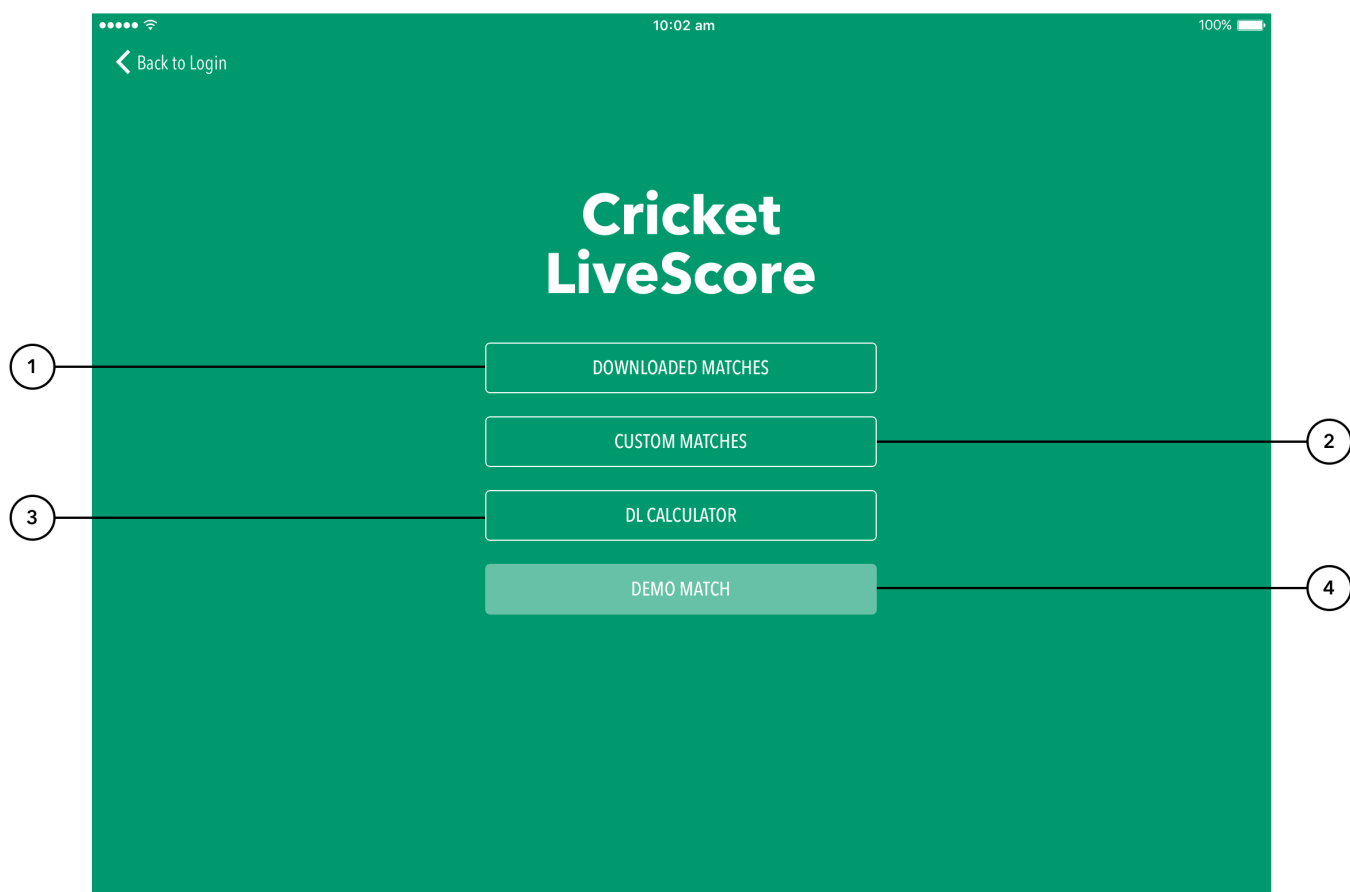 10:02 am
100%
Back to Login
Cricket
LiveScore
1
DOWNLOADED MATCHES
CUSTOM MATCHES
2
3
DL CALCULATOR
DEMO MATCH
4